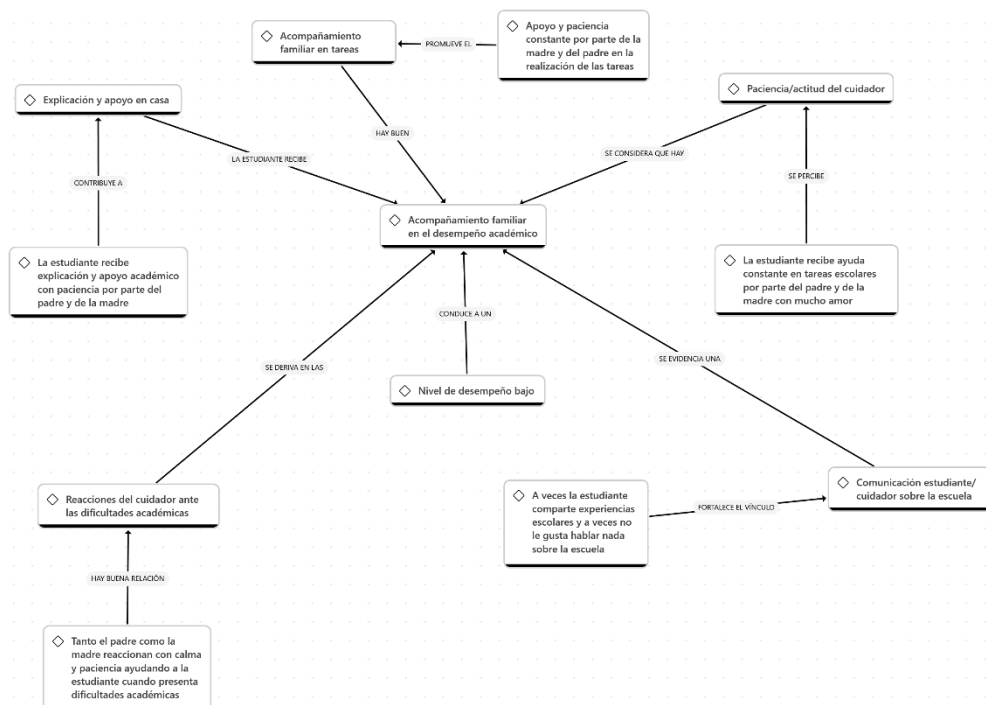 Acompañamiento
familiar en tareas
PROMUEVE EL
Apoyo y paciencia
constante por parte de la
madre y del padre en la
realización de las tareas
Explicación y apoyo en casa
Paciencia/actitud del cuidador
HAY BUEN
LA ESTUDIANTE RECIBE
SE CONSIDERA QUE HAY
CONTRIBUYE A
SE PERCIBE
Acompañamiento familiar
en el desempeño académico
La estudiante recibe
explicación y apoyo académico
con paciencia por parte del
padre y de la madre
La estudiante recibe ayuda
constante en tareas escolares
por parte del padre y de la
madre con mucho amor
CONDUCE A UN
SE DERIVA EN LAS
SE EVIDENCIA UNA
Nivel de desempeño bajo
Reacciones del cuidador ante
las dificultades académicas
A veces la estudiante
comparte experiencias
escolares y a veces no
le gusta hablar nada
sobre la escuela
FORTALECE EL VÍNCULO
Comunicación estudiante/
cuidador sobre la escuela
HAY BUENA RELACIÓN
Tanto el padre como la
madre reaccionan con calma
y paciencia ayudando a la
estudiante cuando presenta
dificultades académicas